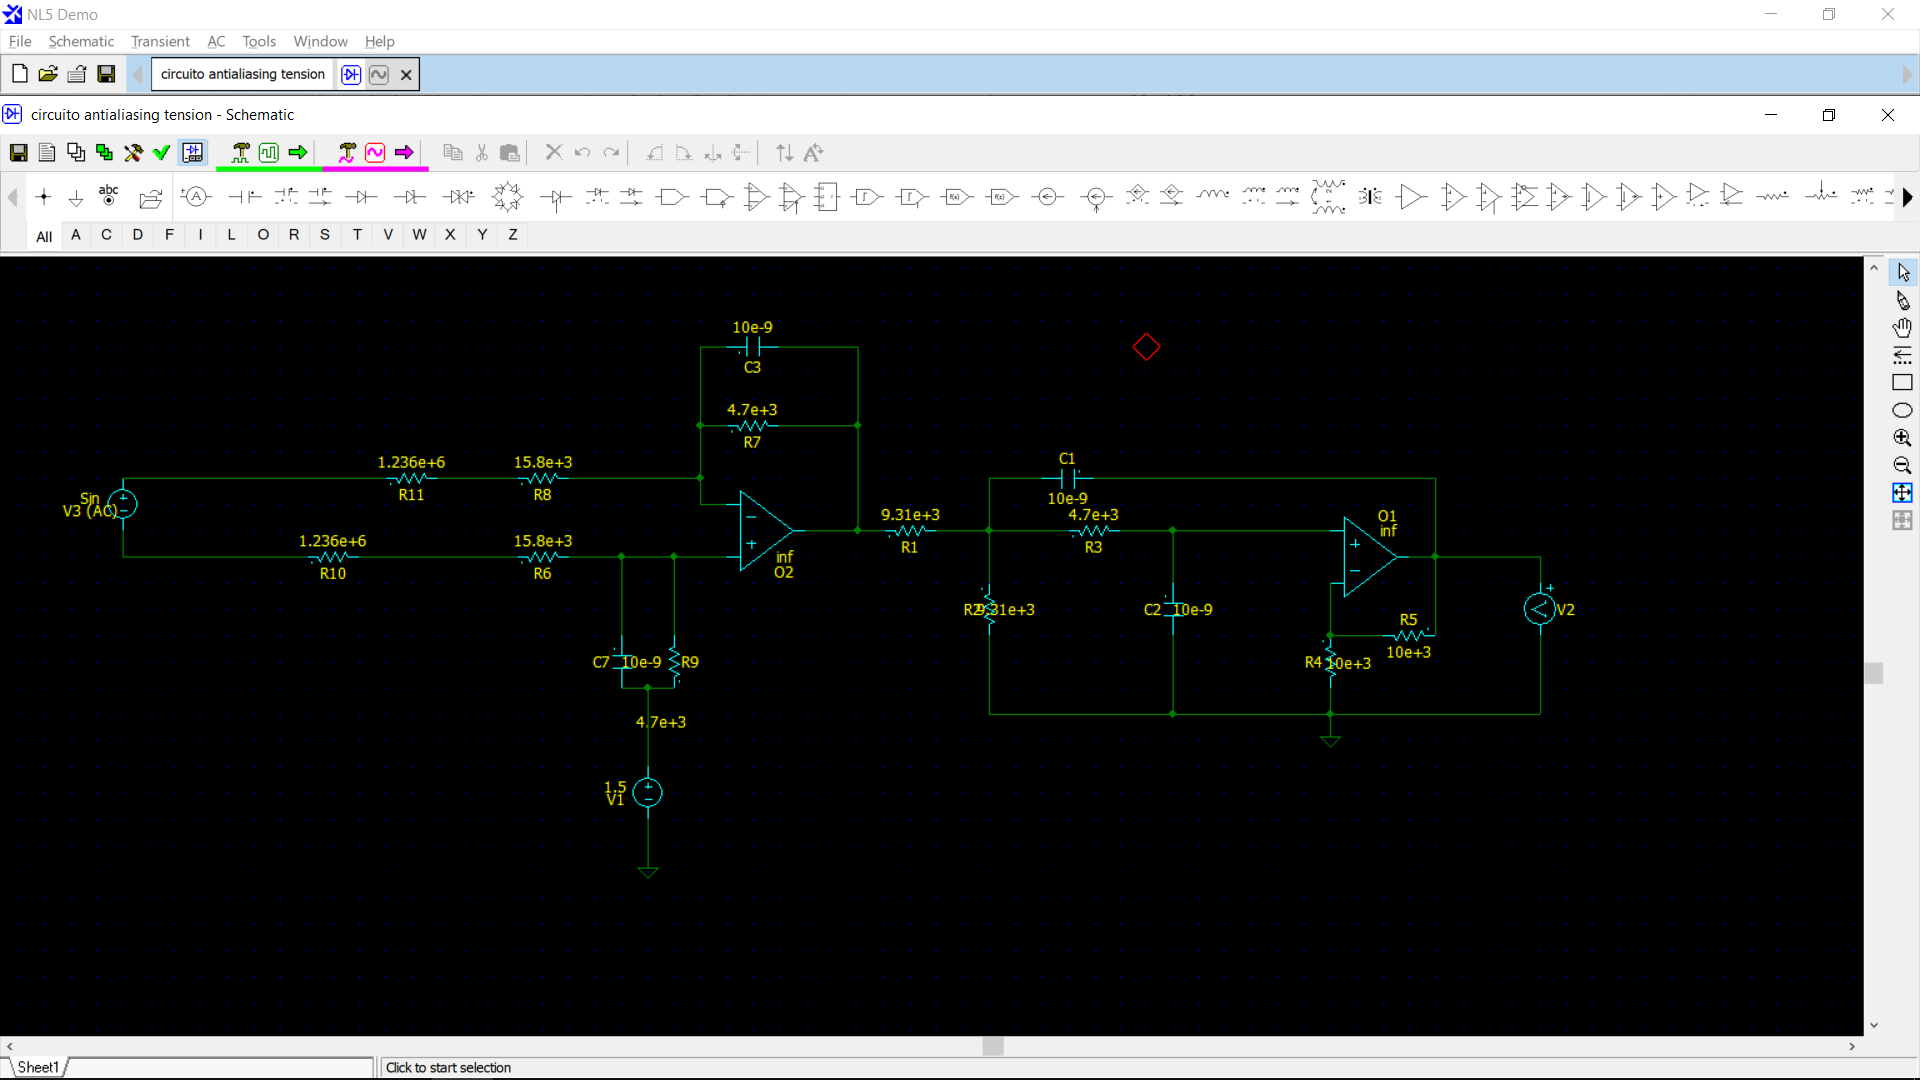 NL5 Demo
File Schematic Transient AC Tools Window Help
circuito antialiasing tension
circuito antialiasing tension - Schematic
abc
All A C D F I L O R S T V W X Y Z
10e-9
C3
4.7e+3
R7
1.236e+6
R11
15.8e+3
R8
Sin
V3 (AC)
1.236e+6
R10
15.8e+3
R6
inf
O2
9.31e+3
R1
C1
10e-9
4.7e+3
R3
O1
inf
R2 9.31e+3
C2 10e-9
V2
R5
10e+3
R4 10e+3
C7 10e-9 R9
4.7e+3
1.5
V1
Sheet1
Click to start selection